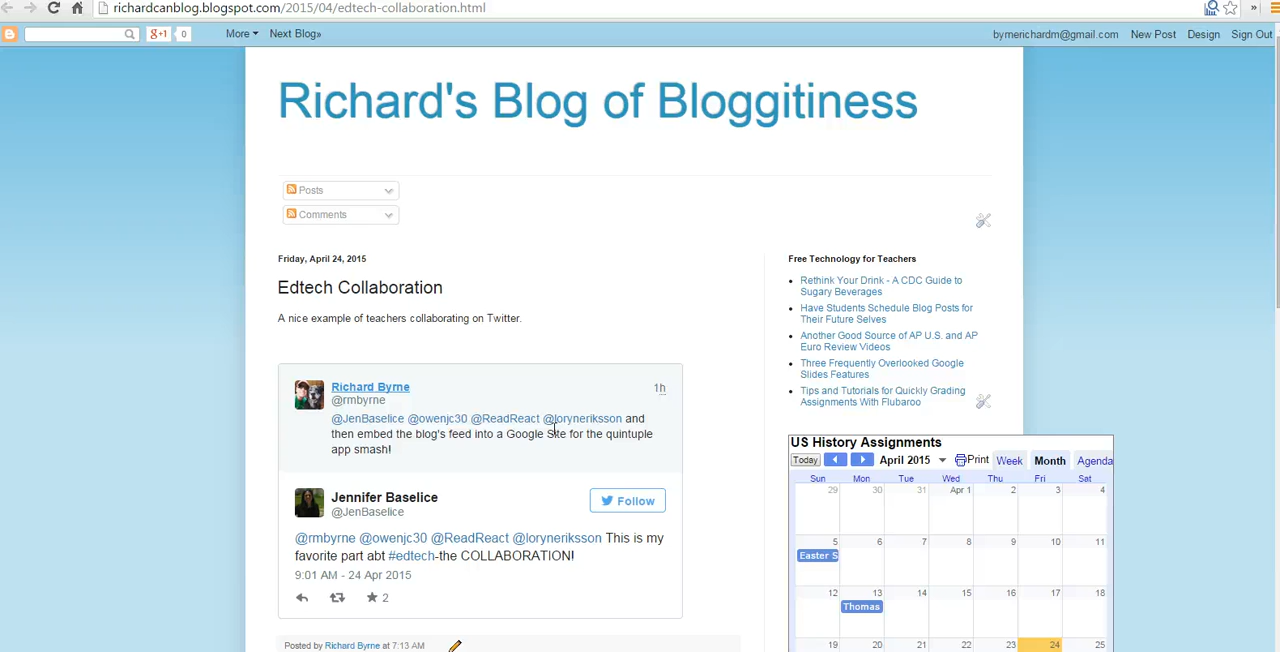 richardcanblog.blogspot.com/2015/04/edtech-collaboration.html
g+1 0 More Next Blog» bymerichardm@gmail.com New Post Design Sign Out
Richard's Blog of Bloggitiness
Posts
Comments
Friday, April 24, 2015
Edtech Collaboration
A nice example of teachers collaborating on Twitter.
Richard Byrne 1h
@rmbyrne
@JenBaselice @owenjc30 @ReadReact @loryneriksson and
then embed the blog's feed into a Google Site for the quintuple
app smash!
Jennifer Baselice
@JenBaselice
Follow
@rmbyrne @owenjc30 @ReadReact @loryneriksson This is my
favorite part abt #edtech-the COLLABORATION!
9:01 AM - 24 Apr 2015
2
Posted by Richard Byrne at 7:13 AM
Free Technology for Teachers
Rethink Your Drink - A CDC Guide to
Sugary Beverages
Have Students Schedule Blog Posts for
Their Future Selves
Another Good Source of AP U.S. and AP
Euro Review Videos
Three Frequently Overlooked Google
Slides Features
Tips and Tutorials for Quickly Grading
Assignments With Flubaroo
US History Assignments
Today April 2015 Print Week Month Agenda
Sun Mon Tue Wed Thu Fri Sat
29 30 31 Apr 1 2 3 4
5 6 7 8 9 10 11
Easter S
12 13 14 15 16 17 18
Thomas
19 20 21 22 23 24 25